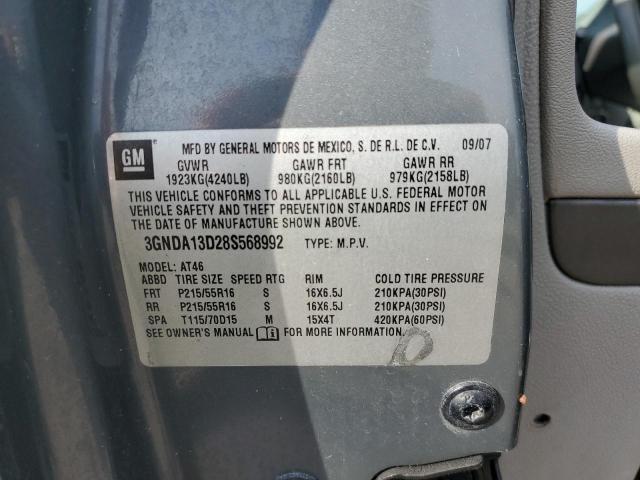 GM
MFD BY GENERAL MOTORS DE MEXICO, S. DE R.L. DE C.V. 09/07
GVWR GAWR FRT GAWR RR
1923KG(4240LB) 980KG(2160LB) 979KG(2158LB)
THIS VEHICLE CONFORMS TO ALL APPLICABLE U.S. FEDERAL MOTOR
VEHICLE SAFETY AND THEFT PREVENTION STANDARDS IN EFFECT ON
THE DATE OF MANUFACTURE SHOWN ABOVE.
3GNDA13D28S568992 TYPE: M.P.V.
MODEL: AT46
ABBD TIRE SIZE SPEED RTG RIM COLD TIRE PRESSURE
FRT P215/55R16 S 16X6.5J 210KPA(30PSI)
RR P215/55R16 S 16X6.5J 210KPA(30PSI)
SPA T115/70D15 M 15X4T 420KPA(60PSI)
SEE OWNER'S MANUAL FOR MORE INFORMATION.